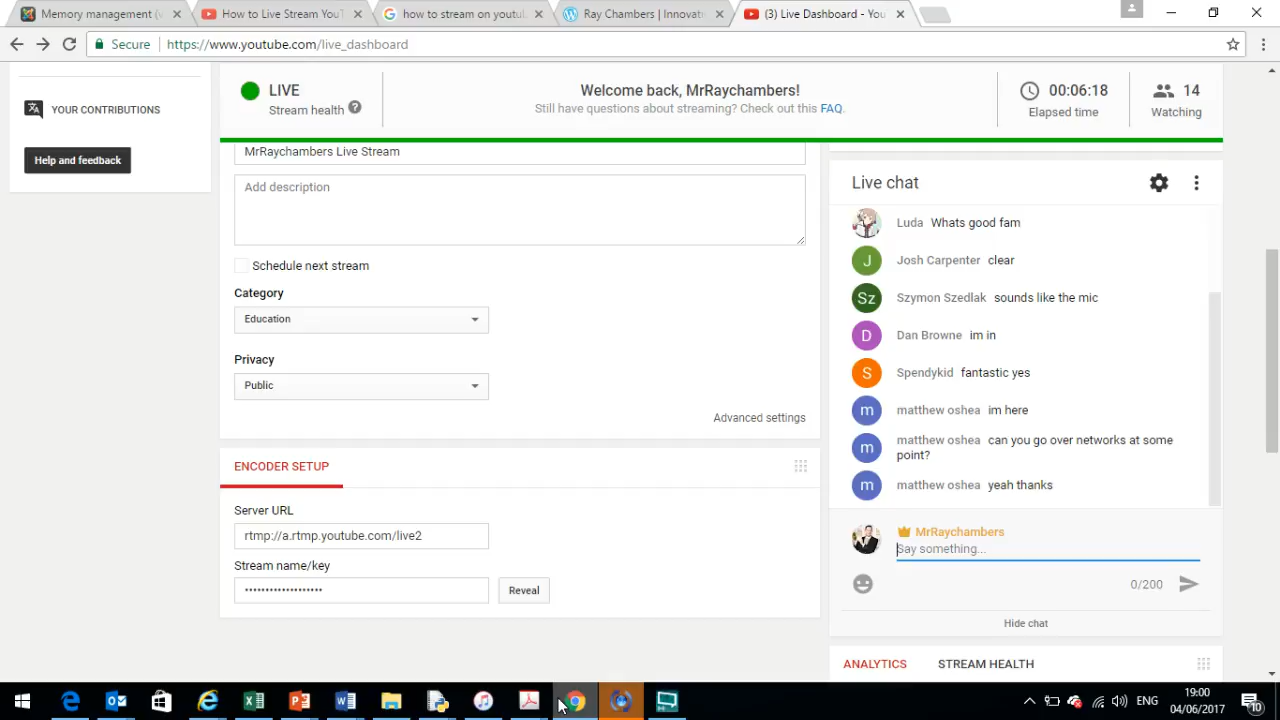 Memory management (v
How to Live Stream YouT
how to stream on youtu
Ray Chambers | Innovat
(3) Live Dashboard - You
Secure
https://www.youtube.com/live_dashboard
YOUR CONTRIBUTIONS
Help and feedback
LIVE
Stream health
Welcome back, MrRaychambers!
Still have questions about streaming? Check out this FAQ.
00:06:18
Elapsed time
14
Watching
MrRaychambers Live Stream
Add description
Schedule next stream
Category
Education
Privacy
Public
Advanced settings
ENCODER SETUP
Server URL
rtmp://a.rtmp.youtube.com/live2
Stream name/key
Reveal
Live chat
Luda Whats good fam
J Josh Carpenter clear
Sz Szymon Szedlak sounds like the mic
D Dan Browne im in
S Spendykid fantastic yes
m matthew oshea im here
m matthew oshea can you go over networks at some
point?
m matthew oshea yeah thanks
MrRaychambers
Say something...
0/200
Hide chat
ANALYTICS
STREAM HEALTH
ENG
19:00
04/06/2017
10